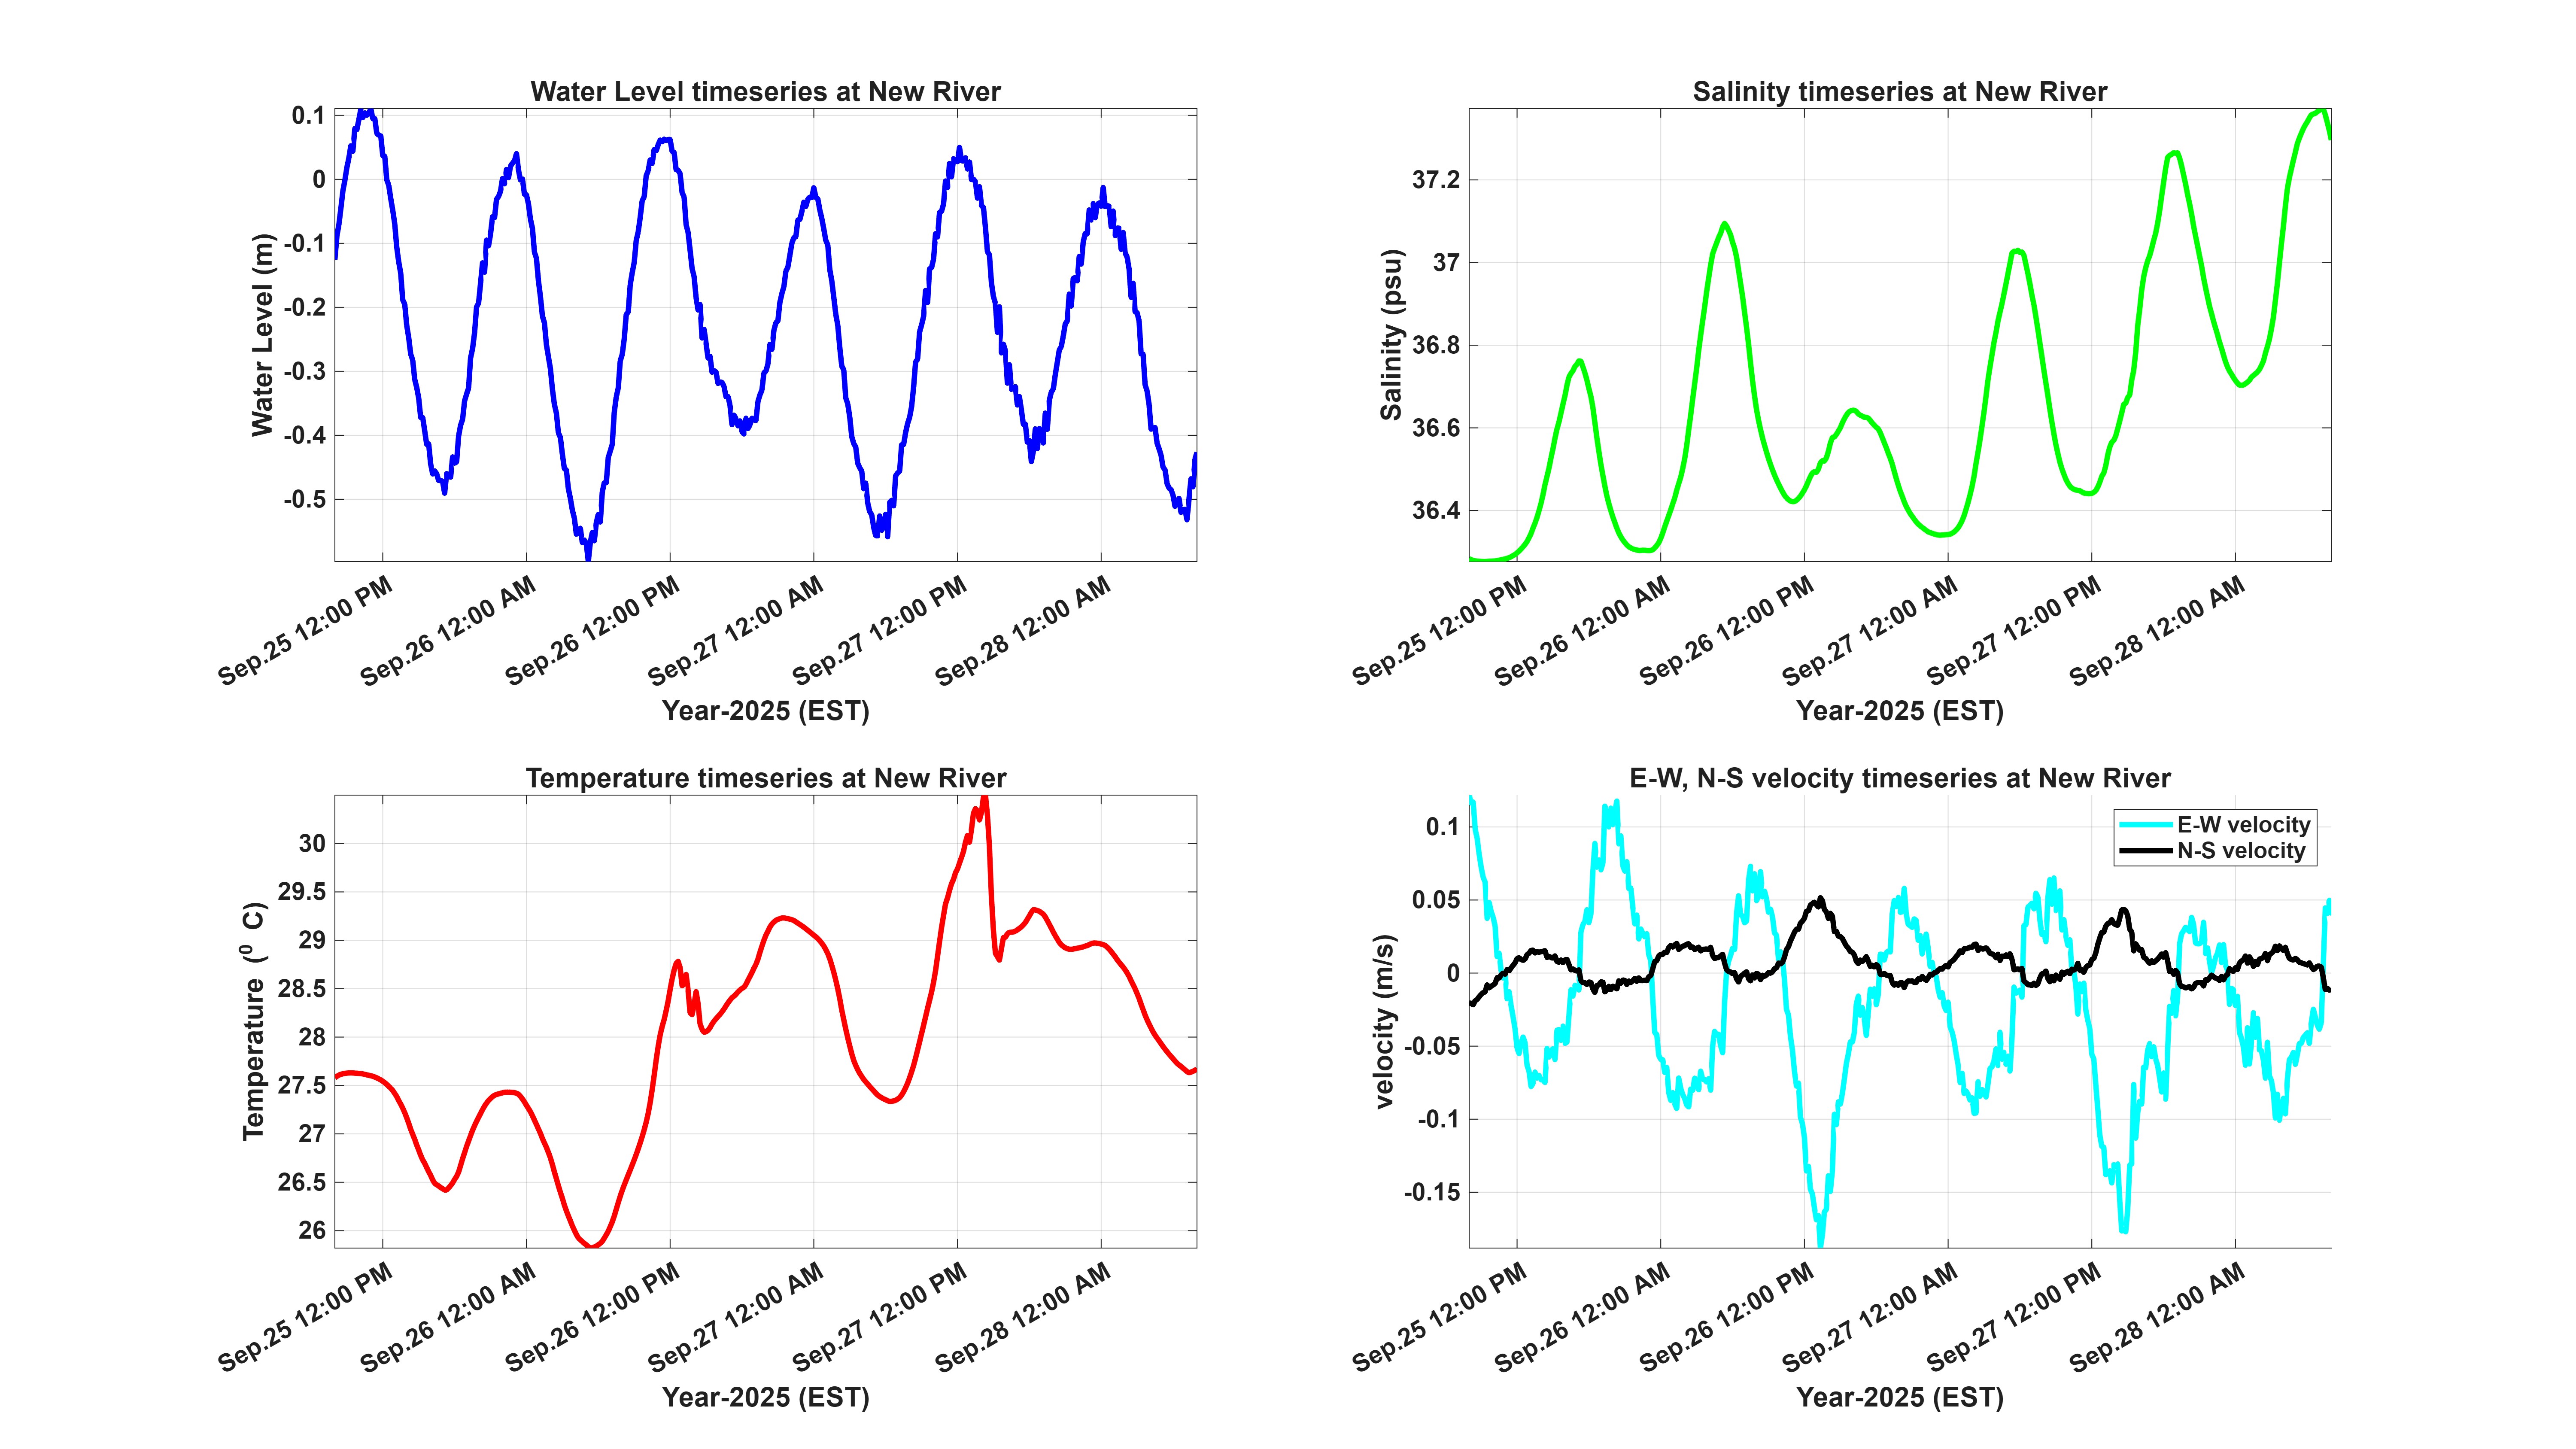 Water Level timeseries at New River
Water Level (m)
0.1
0
-0.1
-0.2
-0.3
-0.4
-0.5
Sep.25 12:00 PM
Sep.26 12:00 AM
Sep.26 12:00 PM
Sep.27 12:00 AM
Sep.27 12:00 PM
Sep.28 12:00 AM
Year-2025 (EST)
Salinity timeseries at New River
Salinity (psu)
37.2
37
36.8
36.6
36.4
Sep.25 12:00 PM
Sep.26 12:00 AM
Sep.26 12:00 PM
Sep.27 12:00 AM
Sep.27 12:00 PM
Sep.28 12:00 AM
Year-2025 (EST)
Temperature timeseries at New River
Temperature (⁰ C)
30
29.5
29
28.5
28
27.5
27
26.5
26
Sep.25 12:00 PM
Sep.26 12:00 AM
Sep.26 12:00 PM
Sep.27 12:00 AM
Sep.27 12:00 PM
Sep.28 12:00 AM
Year-2025 (EST)
E-W, N-S velocity timeseries at New River
velocity (m/s)
0.1
0.05
0
-0.05
-0.1
-0.15
E-W velocity
N-S velocity
Sep.25 12:00 PM
Sep.26 12:00 AM
Sep.26 12:00 PM
Sep.27 12:00 AM
Sep.27 12:00 PM
Sep.28 12:00 AM
Year-2025 (EST)